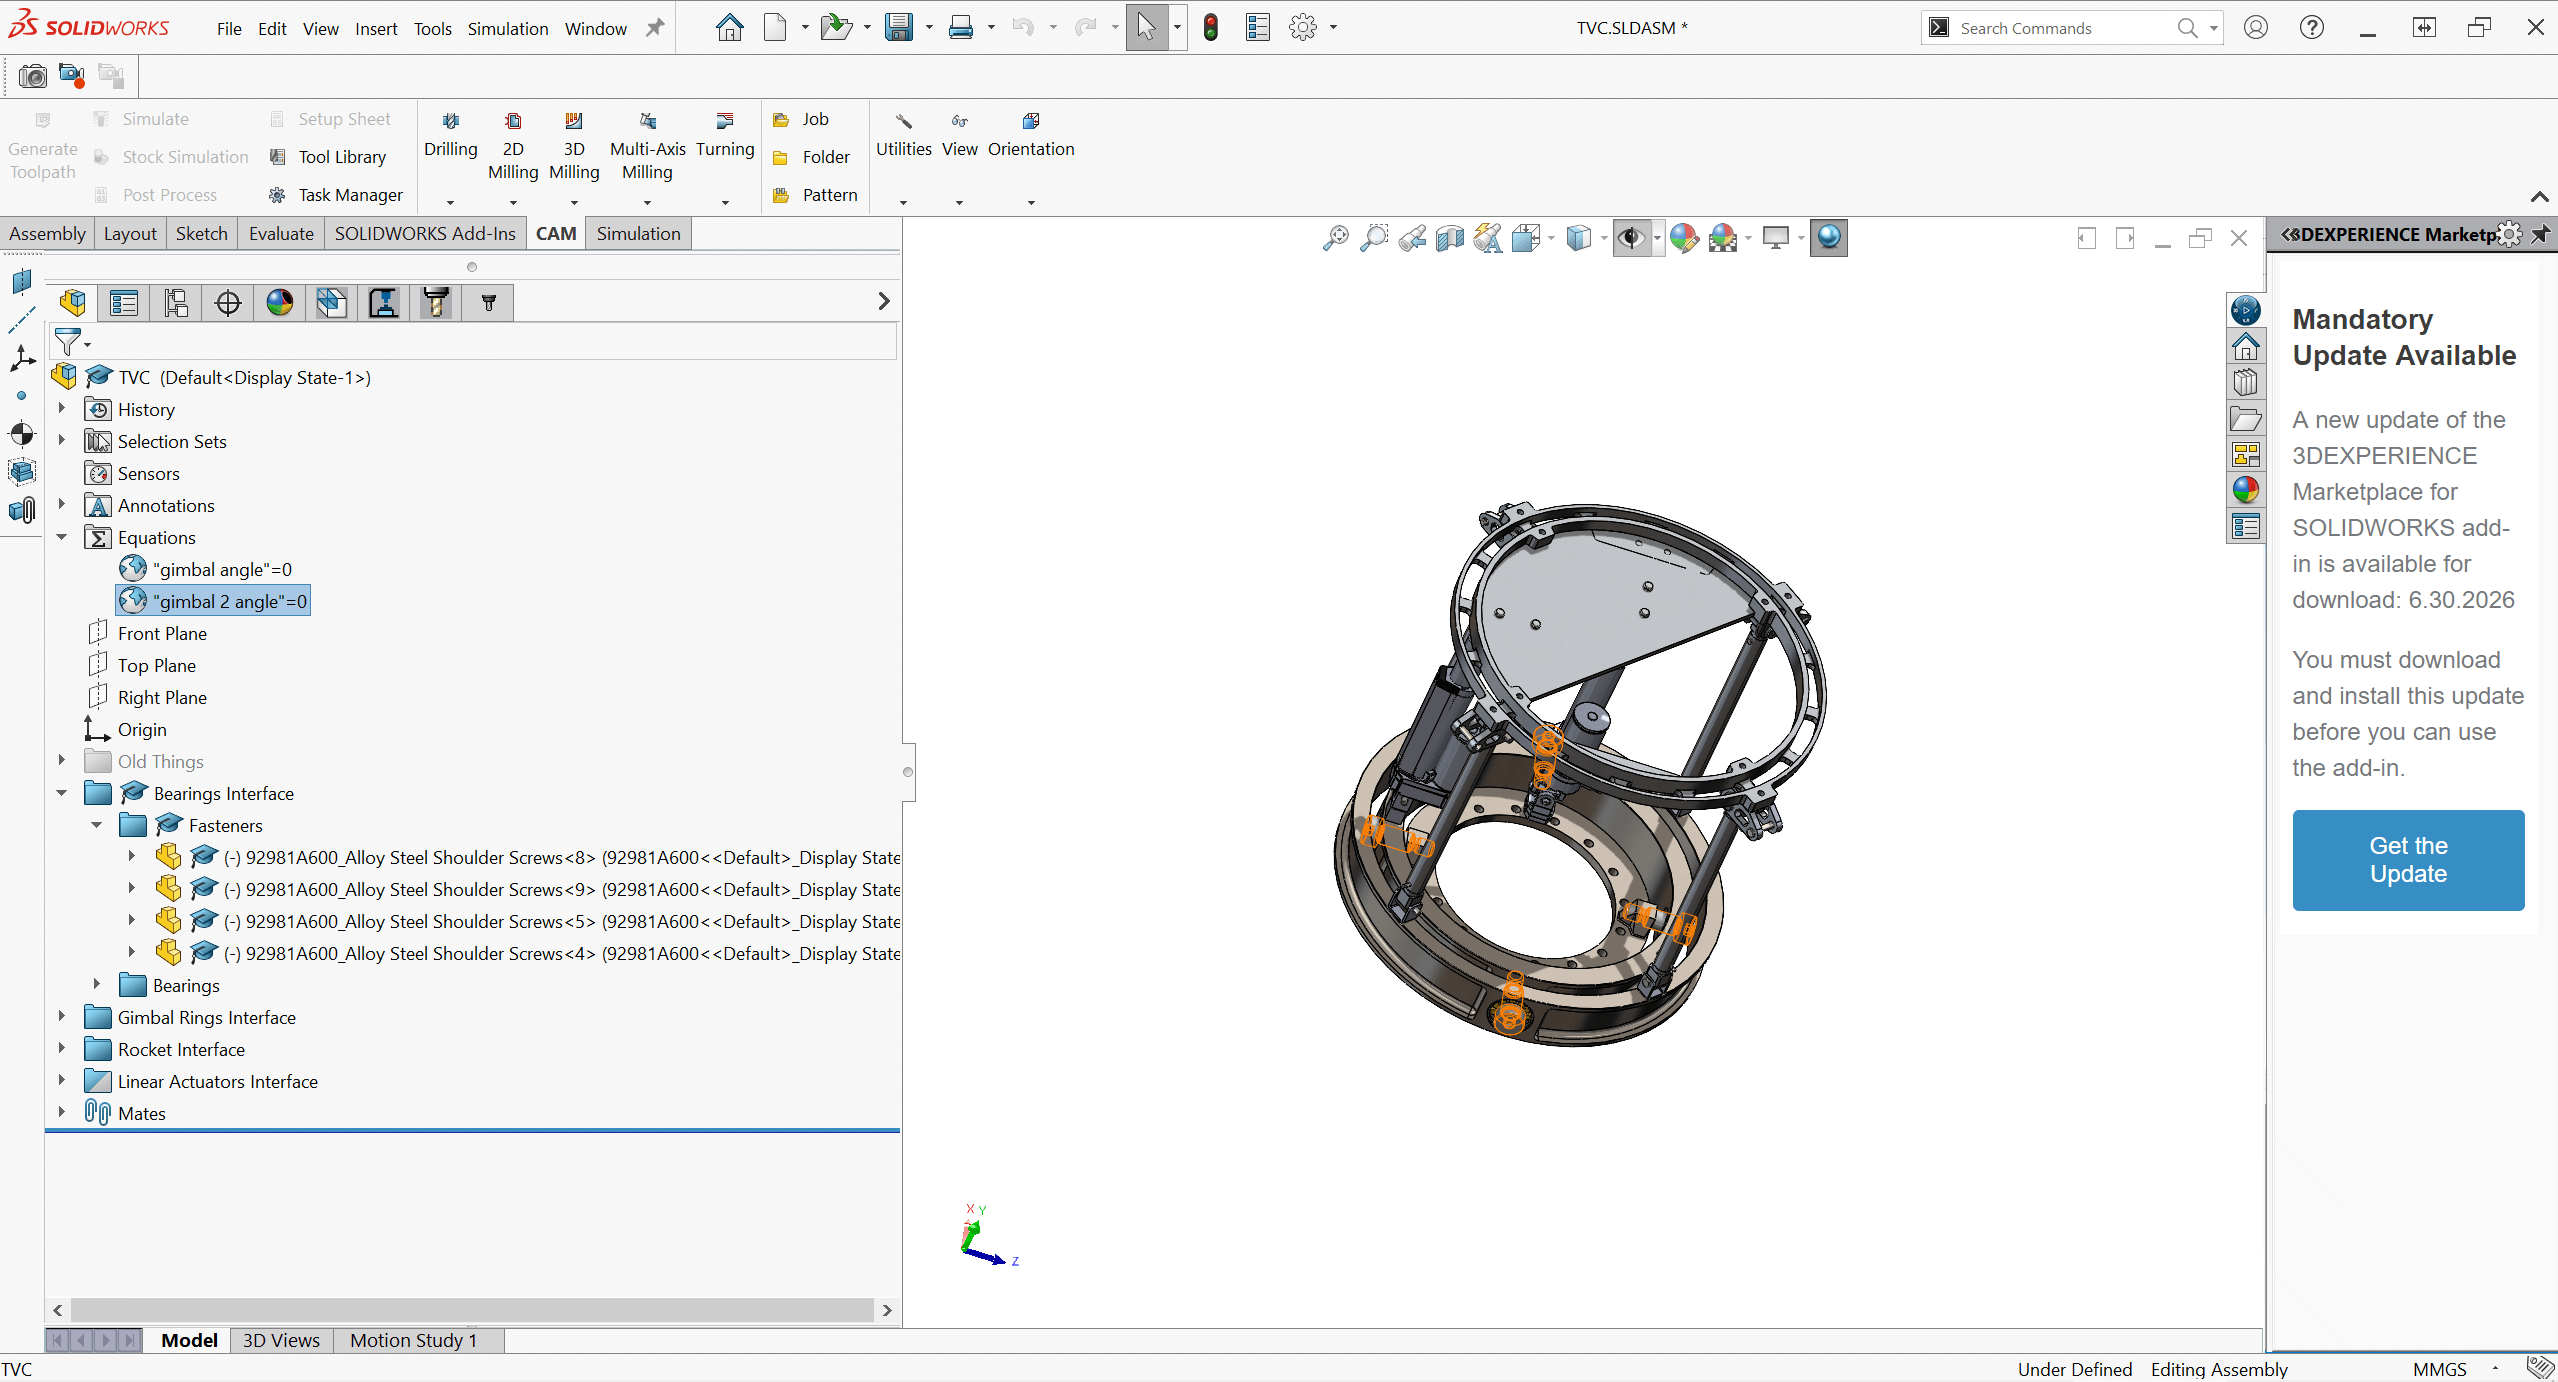 SOLIDWORKS
File Edit View Insert Tools Simulation Window
TVC.SLDASM *
Search Commands
Generate Toolpath
Simulate
Stock Simulation
Post Process
Setup Sheet
Tool Library
Task Manager
Drilling
2D Milling
3D Milling
Multi-Axis Milling
Turning
Job
Folder
Pattern
Utilities
View
Orientation
Assembly Layout Sketch Evaluate SOLIDWORKS Add-Ins CAM Simulation
TVC (Default<Display State-1>)
History
Selection Sets
Sensors
Annotations
Equations
"gimbal angle"=0
"gimbal 2 angle"=0
Front Plane
Top Plane
Right Plane
Origin
Old Things
Bearings Interface
Fasteners
(-) 92981A600_Alloy Steel Shoulder Screws<8> (92981A600<<Default>_Display State
(-) 92981A600_Alloy Steel Shoulder Screws<9> (92981A600<<Default>_Display State
(-) 92981A600_Alloy Steel Shoulder Screws<5> (92981A600<<Default>_Display State
(-) 92981A600_Alloy Steel Shoulder Screws<4> (92981A600<<Default>_Display State
Bearings
Gimbal Rings Interface
Rocket Interface
Linear Actuators Interface
Mates
X Y
Z
3DEXPERIENCE Marketp
Mandatory
Update Available
A new update of the
3DEXPERIENCE
Marketplace for
SOLIDWORKS add-
in is available for
download: 6.30.2026
You must download
and install this update
before you can use
the add-in.
Get the
Update
Model 3D Views Motion Study 1
TVC
Under Defined Editing Assembly MMGS